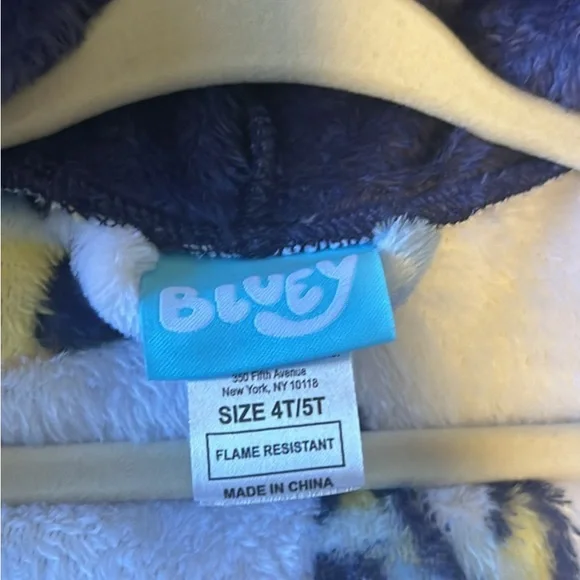 BLUEY
350 Fifth Avenue
New York, NY 10118
SIZE 4T/5T
FLAME RESISTANT
MADE IN CHINA